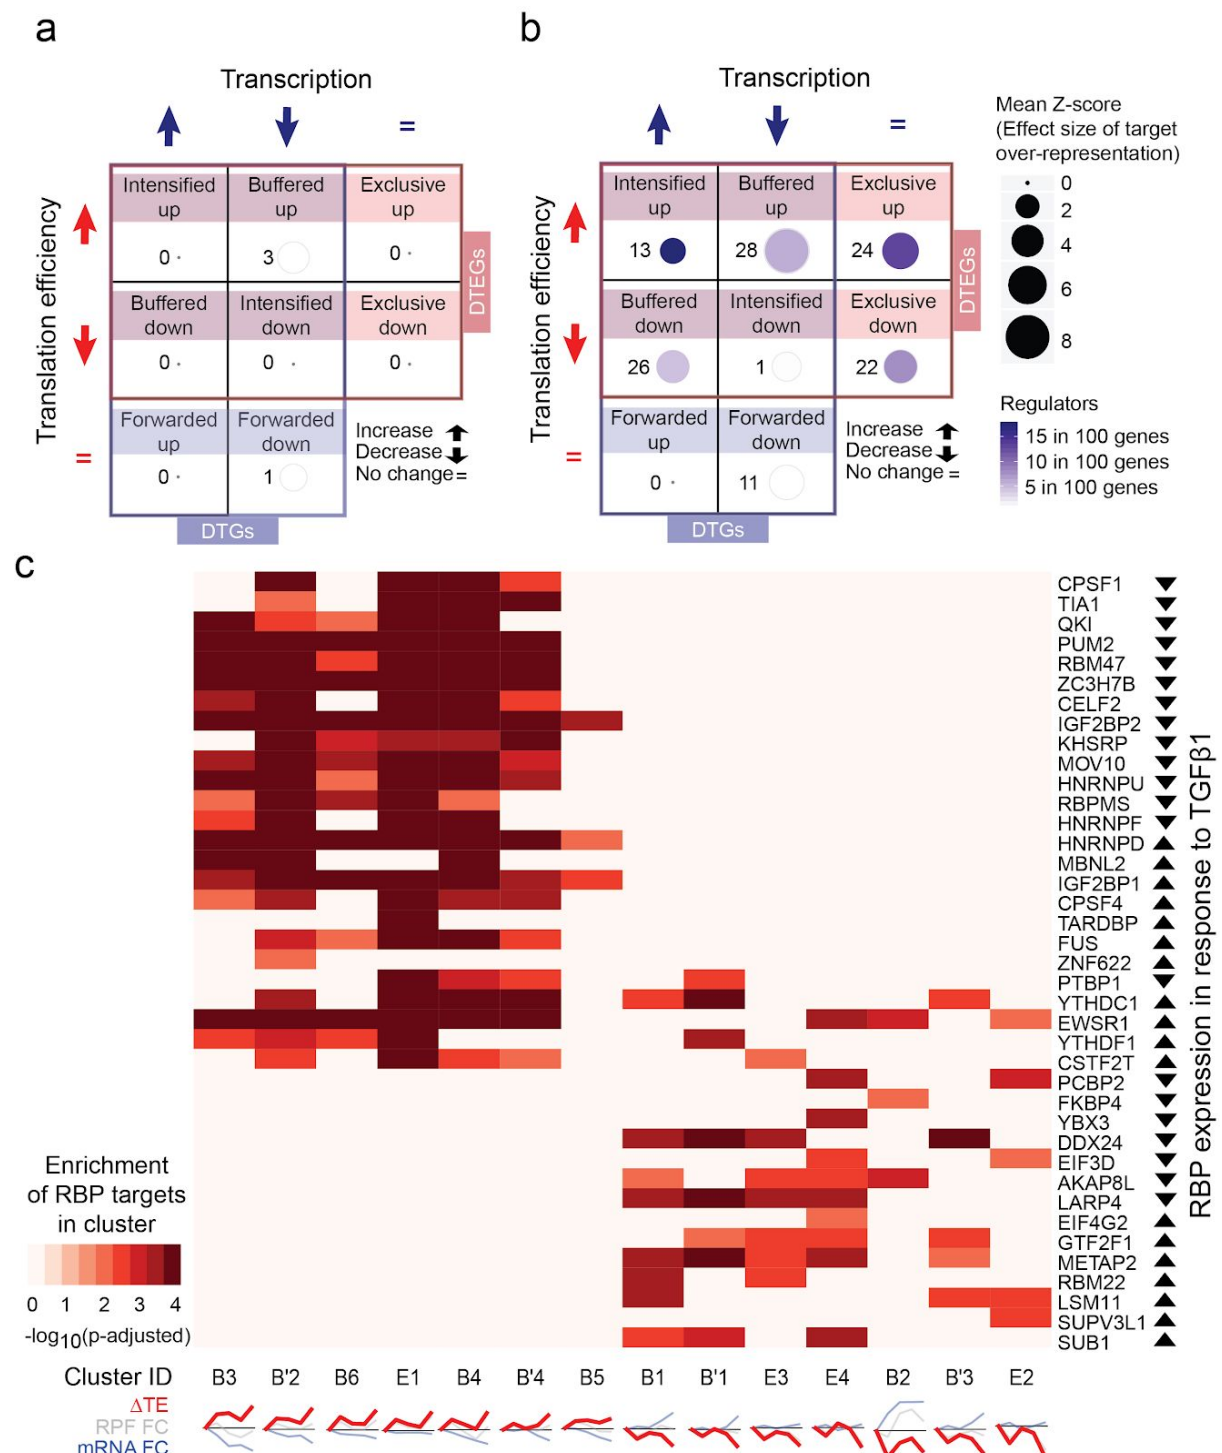 a
Transcription
=
Translation efficiency
=
Intensified up
Buffered up
Exclusive up
0
3
0
Buffered down
Intensified down
Exclusive down
0
0
0
Forwarded up
Forwarded down
0
1
Increase
Decrease
No change =
DTEGs
DTGs
b
Transcription
=
Translation efficiency
=
Intensified up
Buffered up
Exclusive up
13
28
24
Buffered down
Intensified down
Exclusive down
26
1
22
Forwarded up
Forwarded down
0
11
Increase
Decrease
No change =
DTEGs
DTGs
Mean Z-score
(Effect size of target
over-representation)
0
2
4
6
8
Regulators
15 in 100 genes
10 in 100 genes
5 in 100 genes
c
CPSF1
TIA1
QKI
PUM2
RBM47
ZC3H7B
CELF2
IGF2BP2
KHSRP
MOV10
HNRNPU
RBPMS
HNRNPF
HNRNPD
MBNL2
IGF2BP1
CPSF4
TARDBP
FUS
ZNF622
PTBP1
YTHDC1
EWSR1
YTHDF1
CSTF2T
PCBP2
FKBP4
YBX3
DDX24
EIF3D
AKAP8L
LARP4
EIF4G2
GTF2F1
METAP2
RBM22
LSM11
SUPV3L1
SUB1
RBP expression in response to TGFβ1
Enrichment
of RBP targets
in cluster
0 1 2 3 4
-log10(p-adjusted)
Cluster ID B3 B'2 B6 E1 B4 B'4 B5 B1 B'1 E3 E4 B2 B'3 E2
ΔTE
RPF FC
mRNA FC